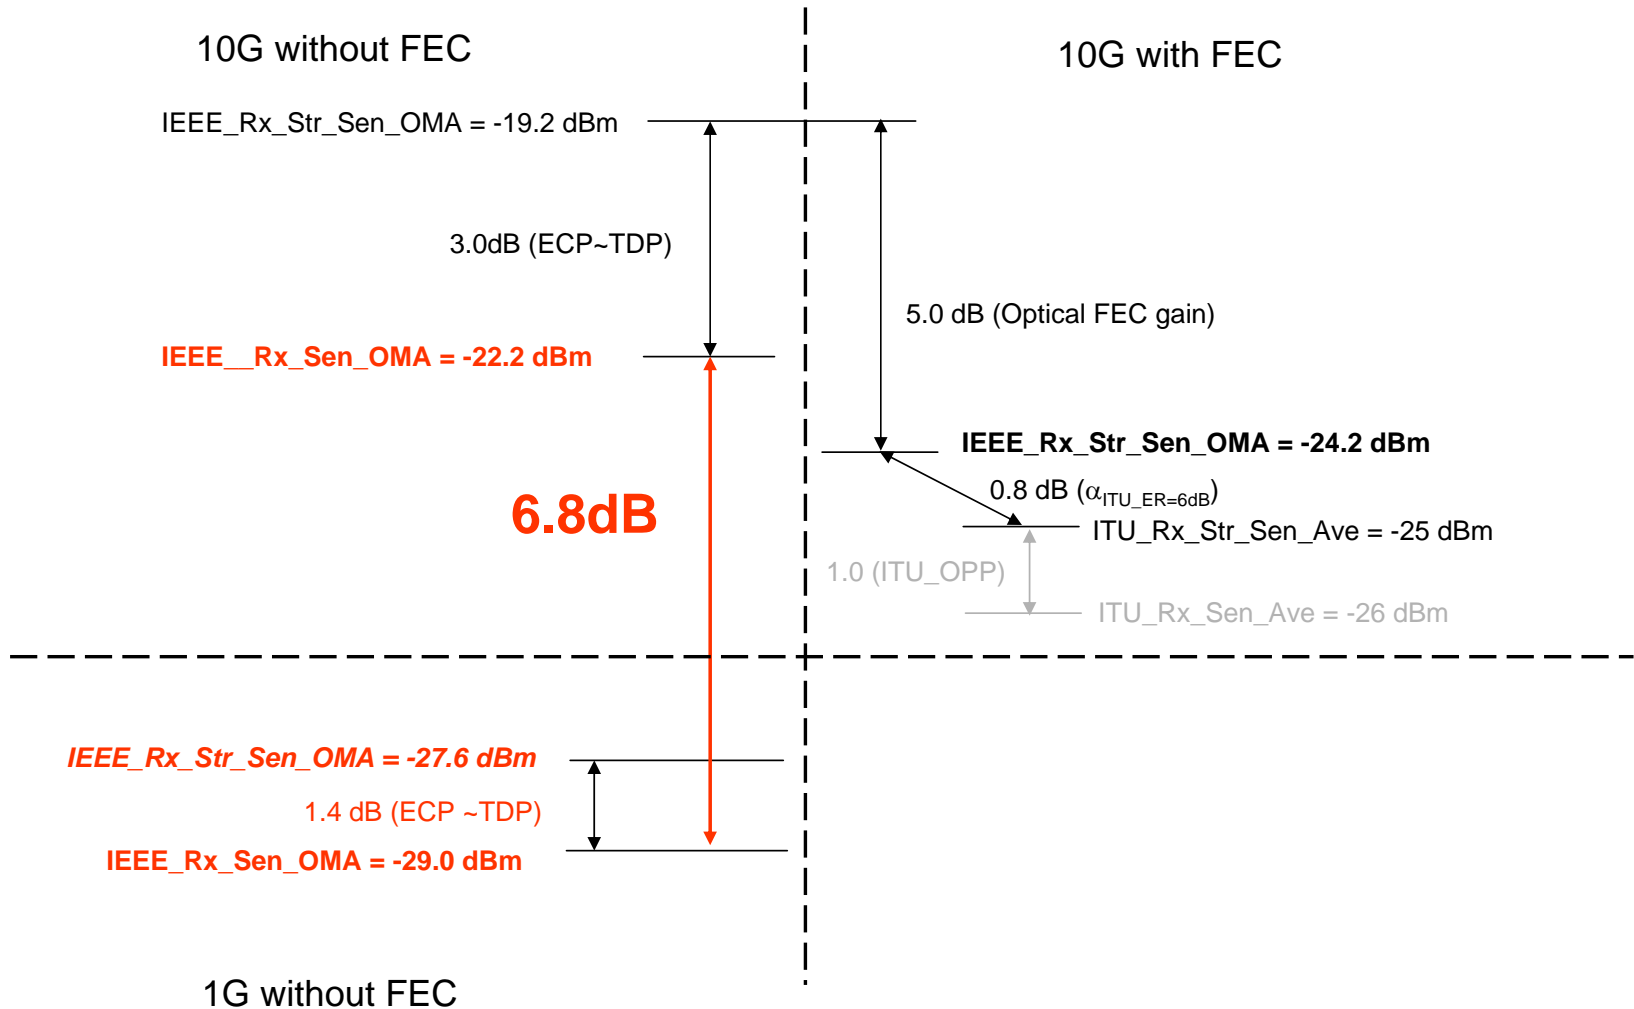 10G without FEC
10G with FEC
IEEE_Rx_Str_Sen_OMA = -19.2 dBm
3.0dB (ECP~TDP)
5.0 dB (Optical FEC gain)
IEEE__Rx_Sen_OMA = -22.2 dBm
IEEE_Rx_Str_Sen_OMA = -24.2 dBm
6.8dB
0.8 dB (αITU_ER=6dB)
ITU_Rx_Str_Sen_Ave = -25 dBm
1.0 (ITU_OPP)
ITU_Rx_Sen_Ave = -26 dBm
IEEE_Rx_Str_Sen_OMA = -27.6 dBm
1.4 dB (ECP ~TDP)
IEEE_Rx_Sen_OMA = -29.0 dBm
1G without FEC